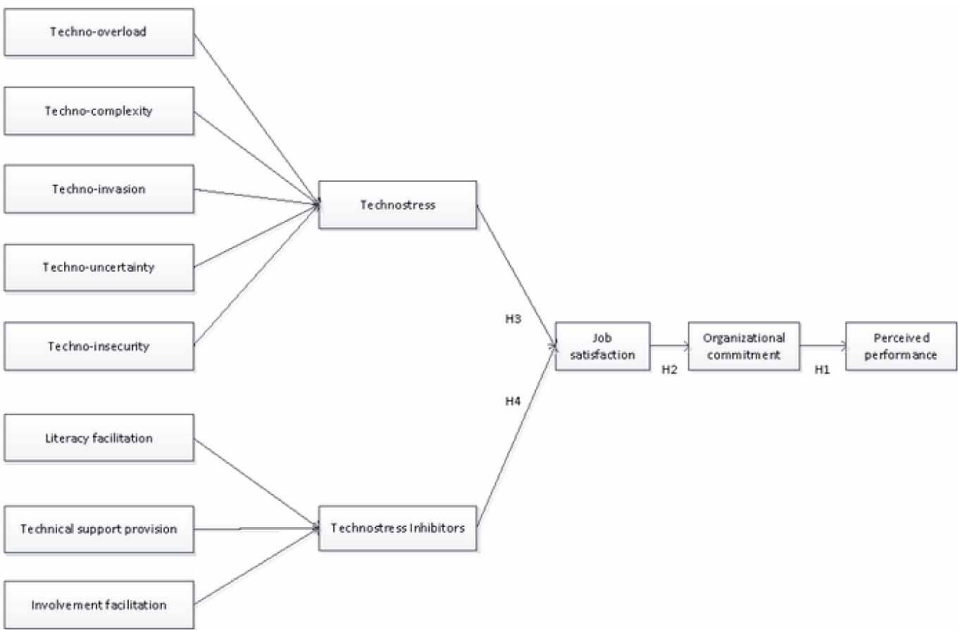 Techno-overload
Techno-complexity
Techno-invasion
Techno-uncertainty
Techno-insecurity
Literacy facilitation
Technical support provision
Involvement facilitation
Technostress
Technostress Inhibitors
H3
H4
Job
satisfaction
H2
Organizational
commitment
H1
Perceived
performance